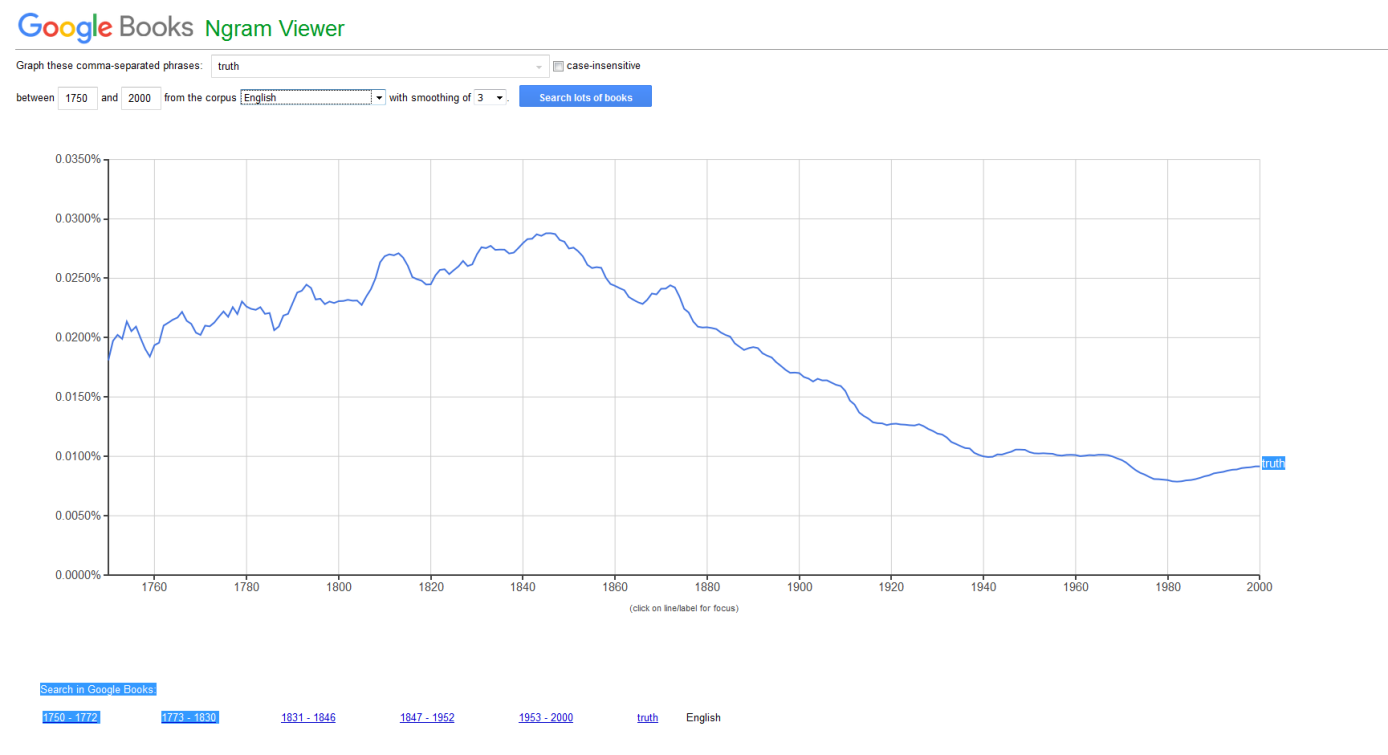 Google Books Ngram Viewer
Graph these comma-separated phrases: truth case-insensitive
between 1750 and 2000 from the corpus English with smoothing of 3 . Search lots of books
0.0350%
0.0300%
0.0250%
0.0200%
0.0150%
0.0100%
truth
0.0050%
0.0000%
1760 1780 1800 1820 1840 1860 1880 1900 1920 1940 1960 1980 2000
(click on line/label for focus)
Search in Google Books:
1750 - 1772 1773 - 1830 1831 - 1846 1847 - 1952 1953 - 2000 truth English